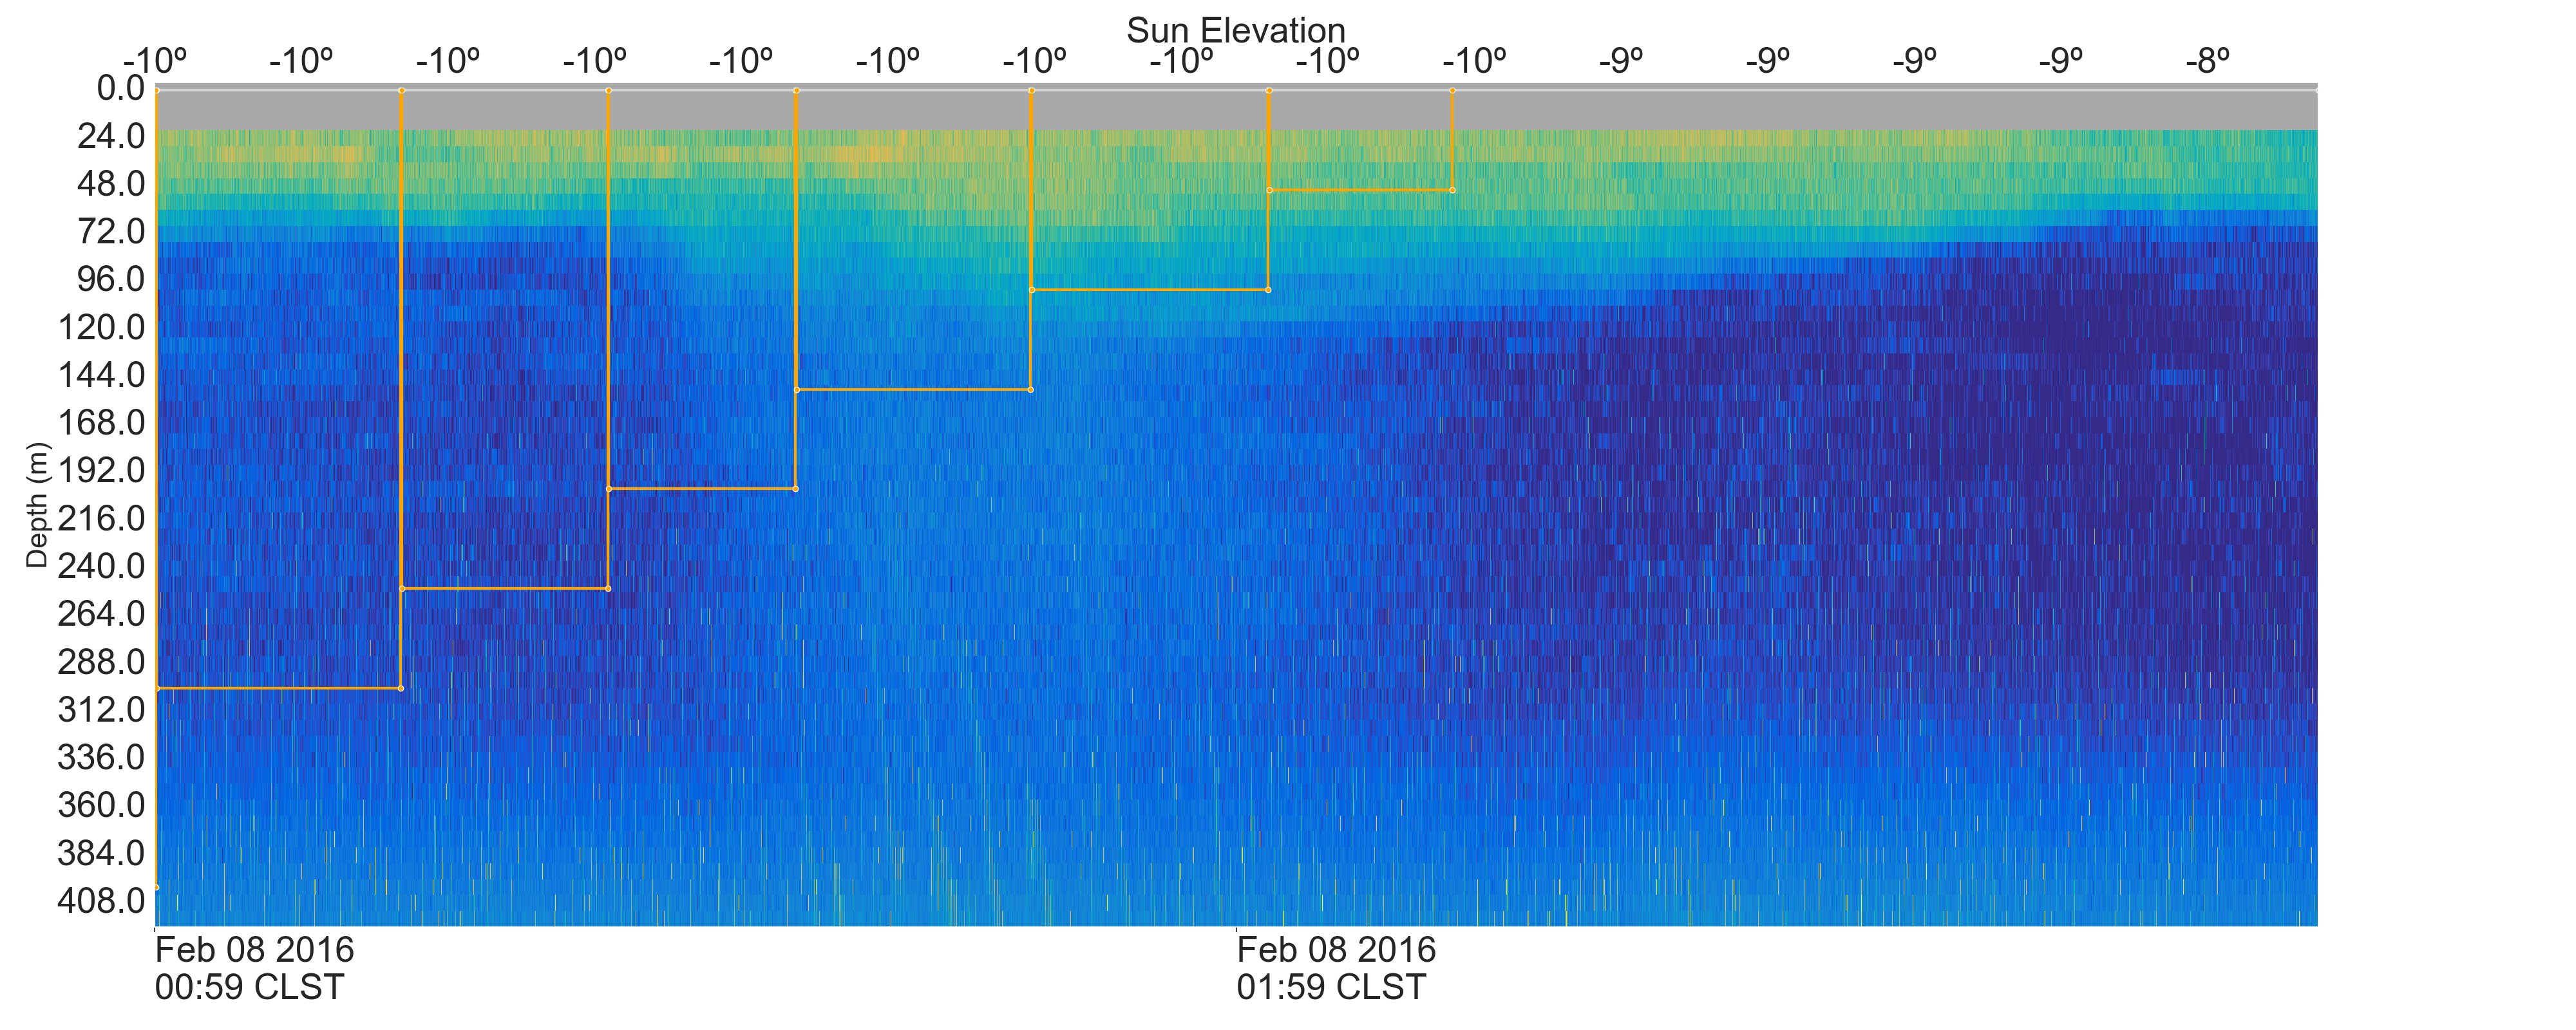 Sun Elevation
-10º -10º -10º -10º -10º -10º -10º -10º -10º -10º -9º -9º -9º -9º -8º
0.0
24.0
48.0
72.0
96.0
120.0
144.0
168.0
192.0
216.0
240.0
264.0
288.0
312.0
336.0
360.0
384.0
408.0
Depth (m)
Feb 08 2016
00:59 CLST
Feb 08 2016
01:59 CLST